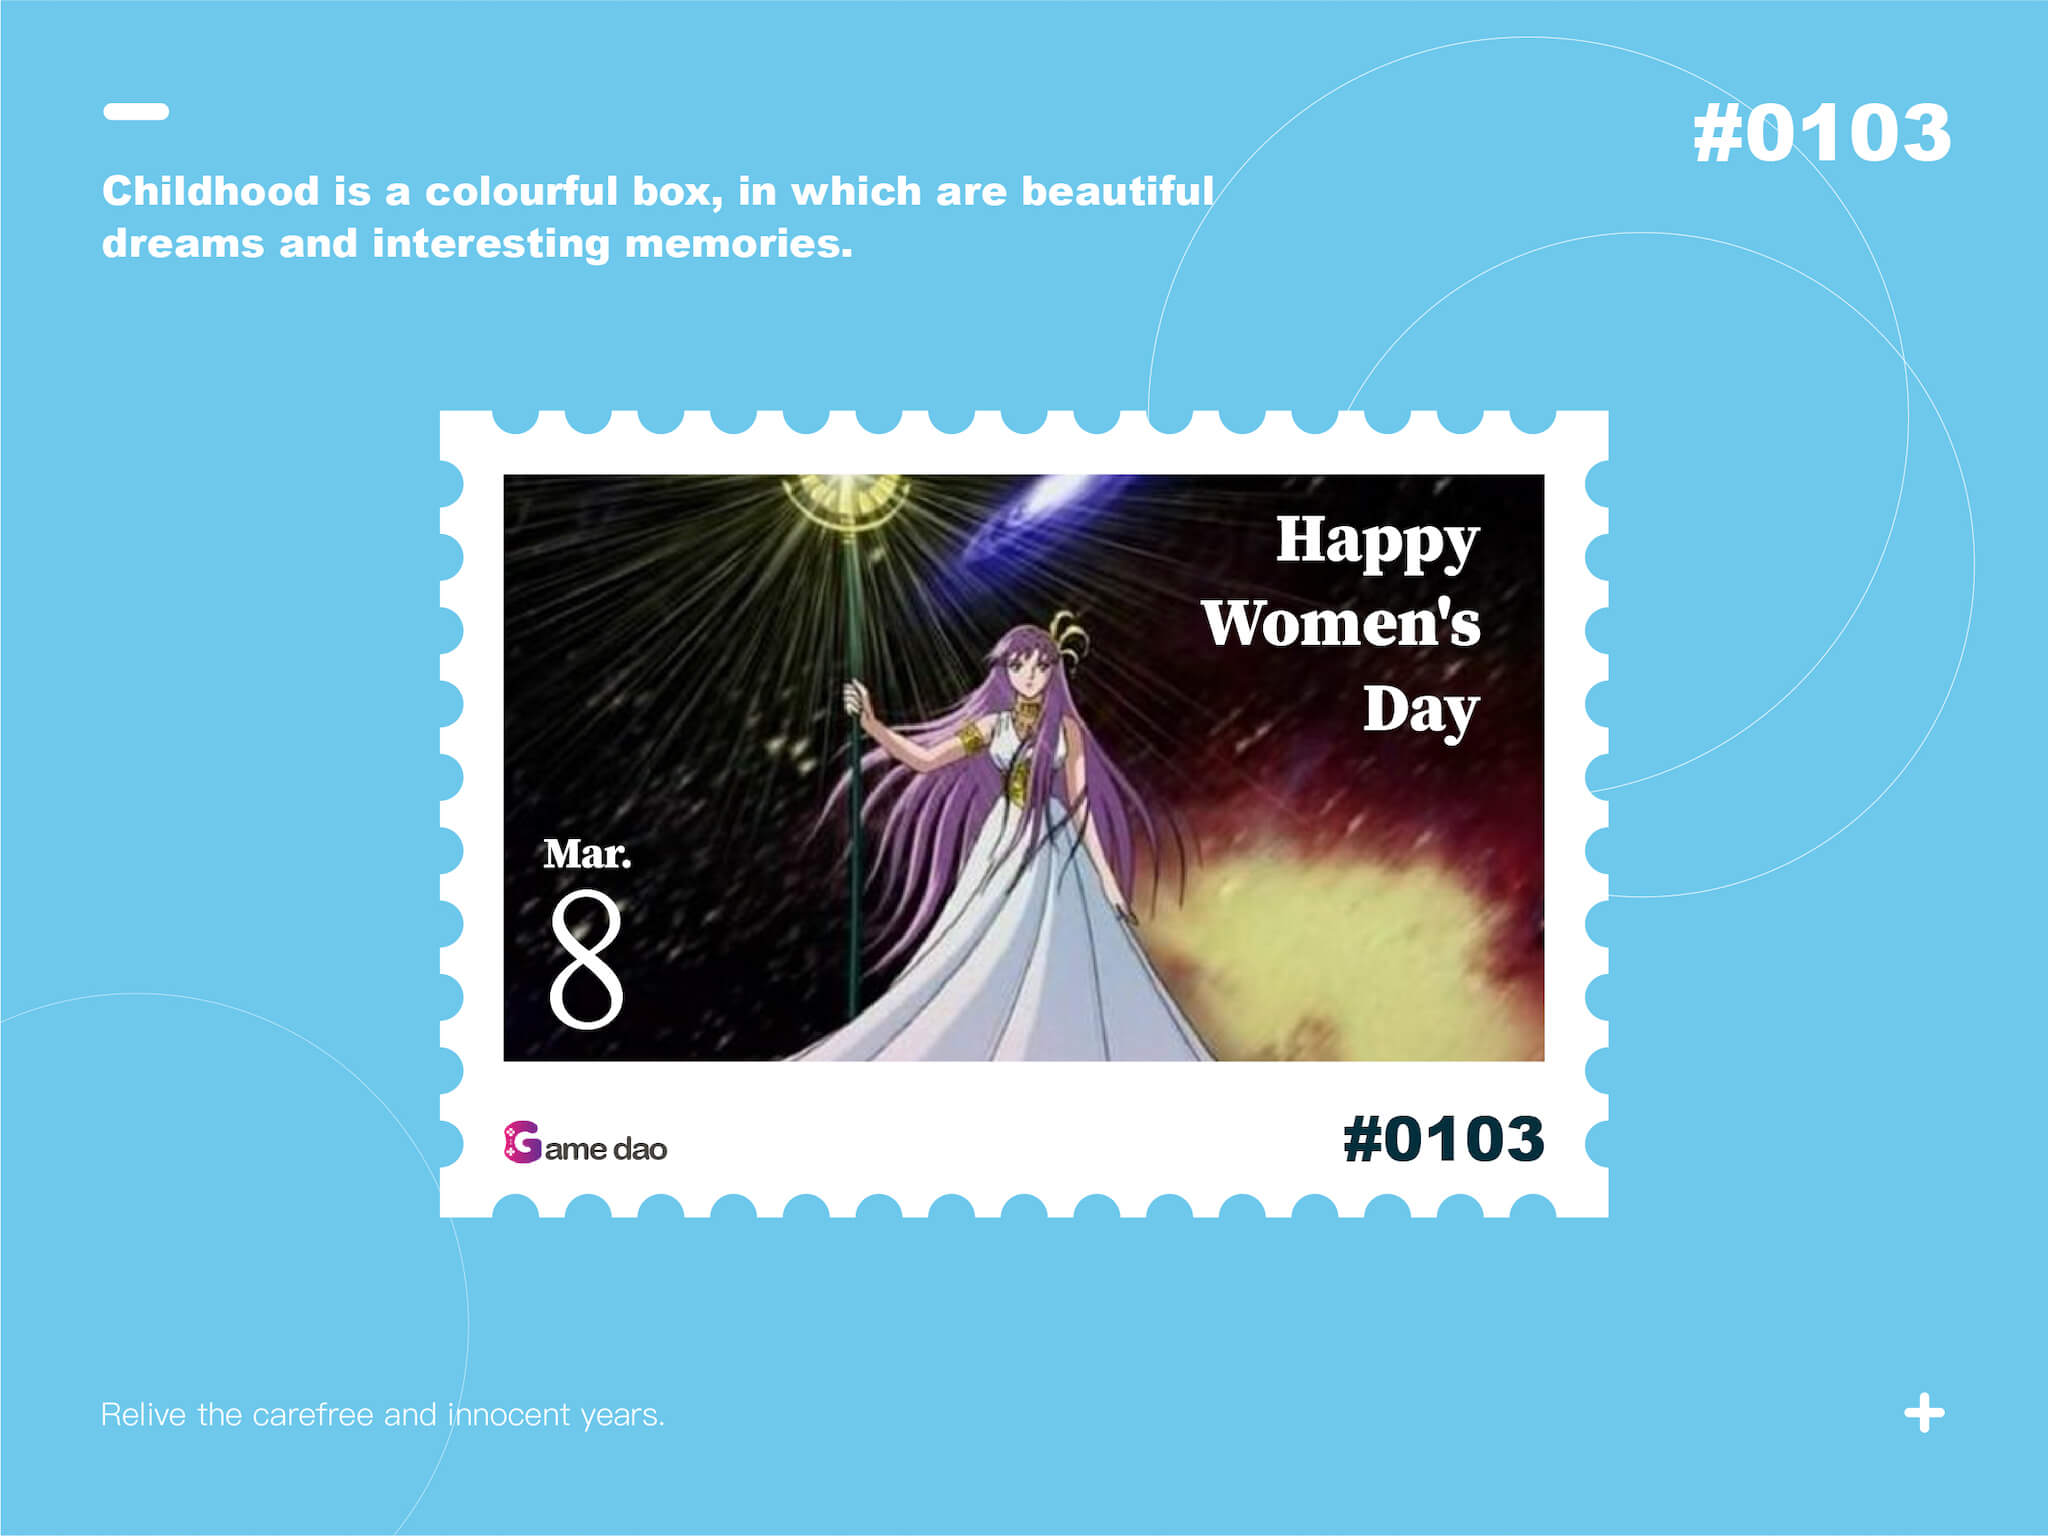 #0103
Childhood is a colourful box, in which are beautiful
dreams and interesting memories.
Happy
Women's
Day
Mar.
8
Game dao
#0103
Relive the carefree and innocent years.